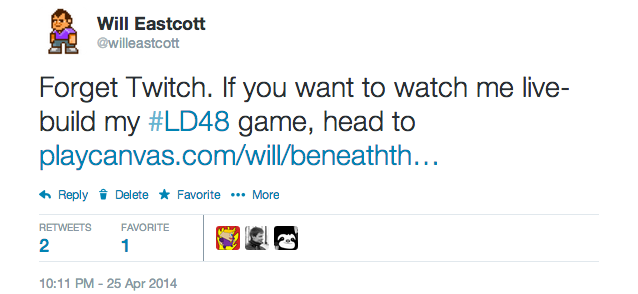 Will Eastcott
@willeastcott
Forget Twitch. If you want to watch me live-
build my #LD48 game, head to
playcanvas.com/will/beneathth…
Reply Delete Favorite More
RETWEETS FAVORITE
2 1
10:11 PM - 25 Apr 2014